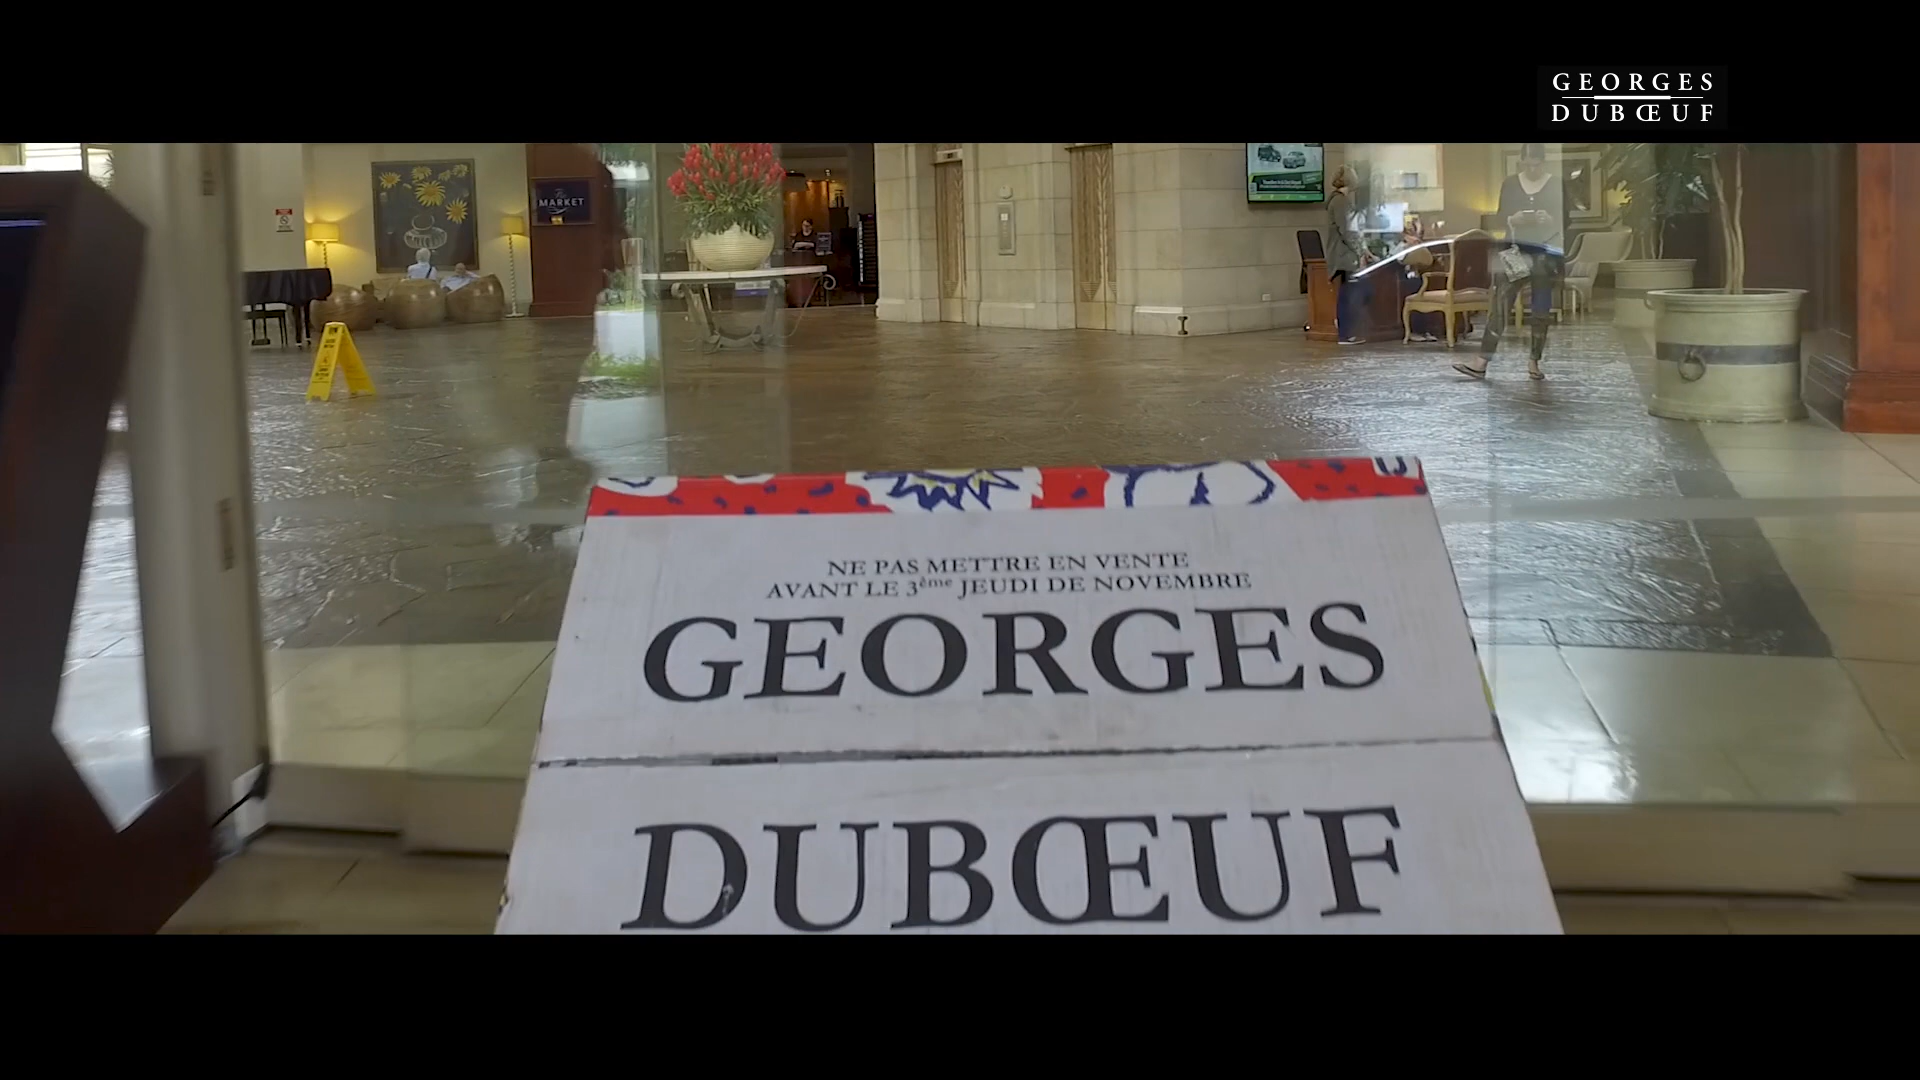 GEORGES
DUBŒUF
MARKET
NE PAS METTRE EN VENTE
AVANT LE 3ème JEUDI DE NOVEMBRE
GEORGES
DUBŒUF